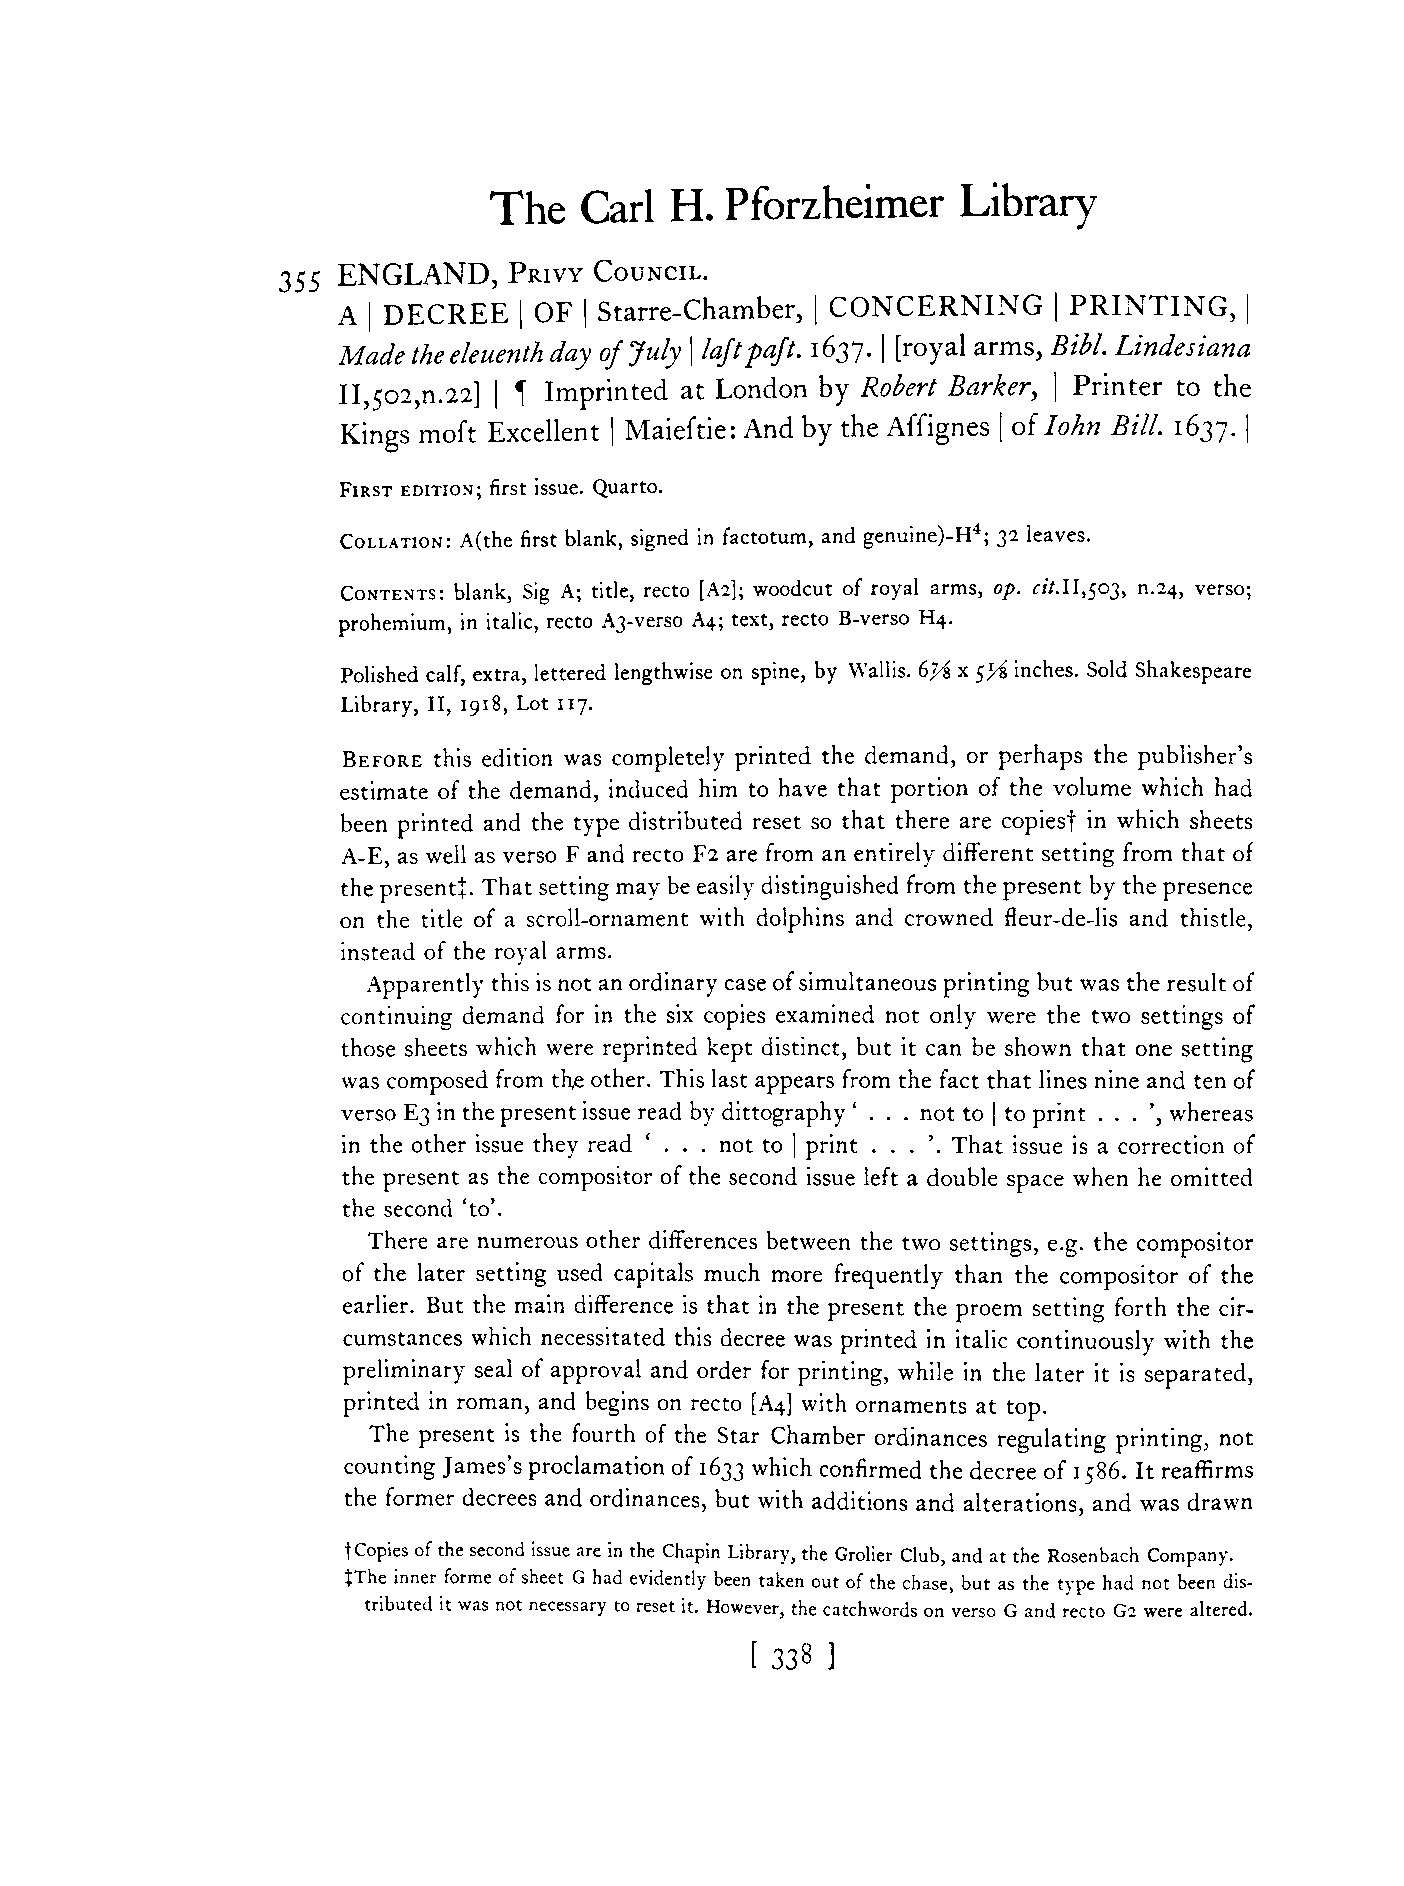 The Carl H. Pforzheimer Library
355 ENGLAND, PRIVY COUNCIL.
A | DECREE | OF | Starre-Chamber, | CONCERNING | PRINTING, |
Made the eleuenth day of July | laſt paſt. 1637. | [royal arms, Bibl. Lindesiana
II,502,n.22] | ¶ Imprinted at London by Robert Barker, | Printer to the
Kings moſt Excellent | Maieſtie: And by the Aſſignes | of Iohn Bill. 1637. |
FIRST EDITION; first issue. Quarto.
COLLATION: A(the first blank, signed in factotum, and genuine)-H⁴; 32 leaves.
CONTENTS: blank, Sig A; title, recto [A2]; woodcut of royal arms, op. cit.II,503, n.24, verso;
prohemium, in italic, recto A3-verso A4; text, recto B-verso H4.
Polished calf, extra, lettered lengthwise on spine, by Wallis. 6⅞ x 5⅛ inches. Sold Shakespeare
Library, II, 1918, Lot 117.
BEFORE this edition was completely printed the demand, or perhaps the publisher's
estimate of the demand, induced him to have that portion of the volume which had
been printed and the type distributed reset so that there are copies† in which sheets
A-E, as well as verso F and recto F2 are from an entirely different setting from that of
the present‡. That setting may be easily distinguished from the present by the presence
on the title of a scroll-ornament with dolphins and crowned fleur-de-lis and thistle,
instead of the royal arms.
Apparently this is not an ordinary case of simultaneous printing but was the result of
continuing demand for in the six copies examined not only were the two settings of
those sheets which were reprinted kept distinct, but it can be shown that one setting
was composed from the other. This last appears from the fact that lines nine and ten of
verso E3 in the present issue read by dittography ‘ . . . not to | to print . . . ’, whereas
in the other issue they read ‘ . . . not to | print . . . ’. That issue is a correction of
the present as the compositor of the second issue left a double space when he omitted
the second ‘to’.
There are numerous other differences between the two settings, e.g. the compositor
of the later setting used capitals much more frequently than the compositor of the
earlier. But the main difference is that in the present the proem setting forth the cir-
cumstances which necessitated this decree was printed in italic continuously with the
preliminary seal of approval and order for printing, while in the later it is separated,
printed in roman, and begins on recto [A4] with ornaments at top.
The present is the fourth of the Star Chamber ordinances regulating printing, not
counting James's proclamation of 1633 which confirmed the decree of 1586. It reaffirms
the former decrees and ordinances, but with additions and alterations, and was drawn
†Copies of the second issue are in the Chapin Library, the Grolier Club, and at the Rosenbach Company.
‡The inner forme of sheet G had evidently been taken out of the chase, but as the type had not been dis-
tributed it was not necessary to reset it. However, the catchwords on verso G and recto G2 were altered.
[ 338 ]